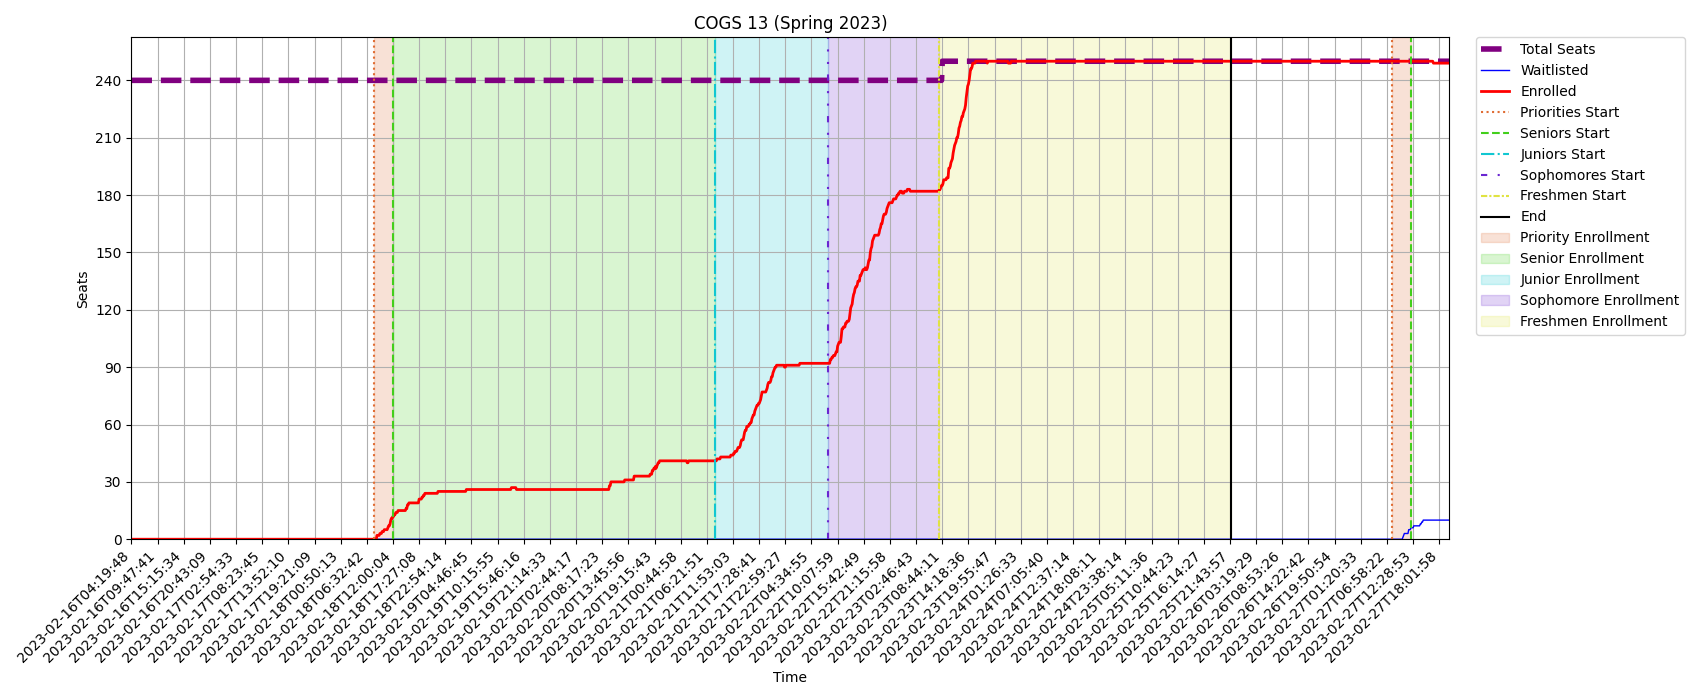 COGS 13 (Spring 2023)
Seats
240
210
180
150
120
90
60
30
0
2023-02-16T04:19:48
2023-02-16T09:47:41
2023-02-16T15:15:34
2023-02-16T20:43:09
2023-02-17T02:54:33
2023-02-17T08:23:45
2023-02-17T13:52:10
2023-02-17T19:21:09
2023-02-18T00:50:13
2023-02-18T06:32:42
2023-02-18T12:00:04
2023-02-18T17:27:08
2023-02-18T22:54:14
2023-02-19T04:46:45
2023-02-19T10:15:55
2023-02-19T15:46:16
2023-02-19T21:14:33
2023-02-20T02:44:17
2023-02-20T08:17:23
2023-02-20T13:45:56
2023-02-20T19:15:43
2023-02-21T00:44:58
2023-02-21T06:21:51
2023-02-21T11:53:03
2023-02-21T17:28:41
2023-02-21T22:59:27
2023-02-22T04:34:55
2023-02-22T10:07:59
2023-02-22T15:42:49
2023-02-22T21:15:58
2023-02-23T02:46:43
2023-02-23T08:44:11
2023-02-23T14:18:36
2023-02-23T19:55:47
2023-02-24T01:26:33
2023-02-24T07:05:40
2023-02-24T12:37:14
2023-02-24T18:08:11
2023-02-24T23:38:14
2023-02-25T05:11:36
2023-02-25T10:44:23
2023-02-25T16:14:27
2023-02-25T21:43:57
2023-02-26T03:19:29
2023-02-26T08:53:26
2023-02-26T14:22:42
2023-02-26T19:50:54
2023-02-27T01:20:33
2023-02-27T06:58:22
2023-02-27T12:28:53
2023-02-27T18:01:58
Time
Total Seats
Waitlisted
Enrolled
Priorities Start
Seniors Start
Juniors Start
Sophomores Start
Freshmen Start
End
Priority Enrollment
Senior Enrollment
Junior Enrollment
Sophomore Enrollment
Freshmen Enrollment